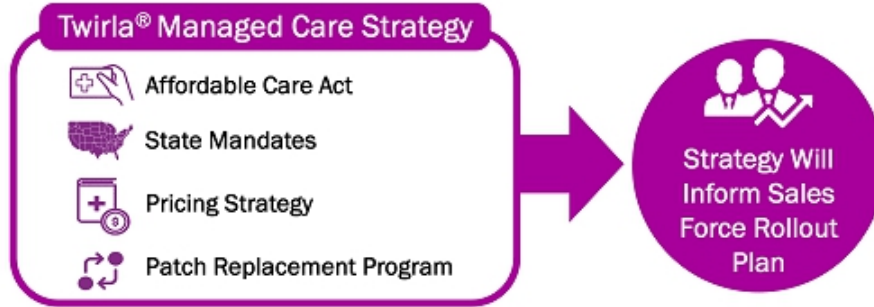 Twirla® Managed Care Strategy
Affordable Care Act
State Mandates
Pricing Strategy
Patch Replacement Program
Strategy Will
Inform Sales
Force Rollout
Plan